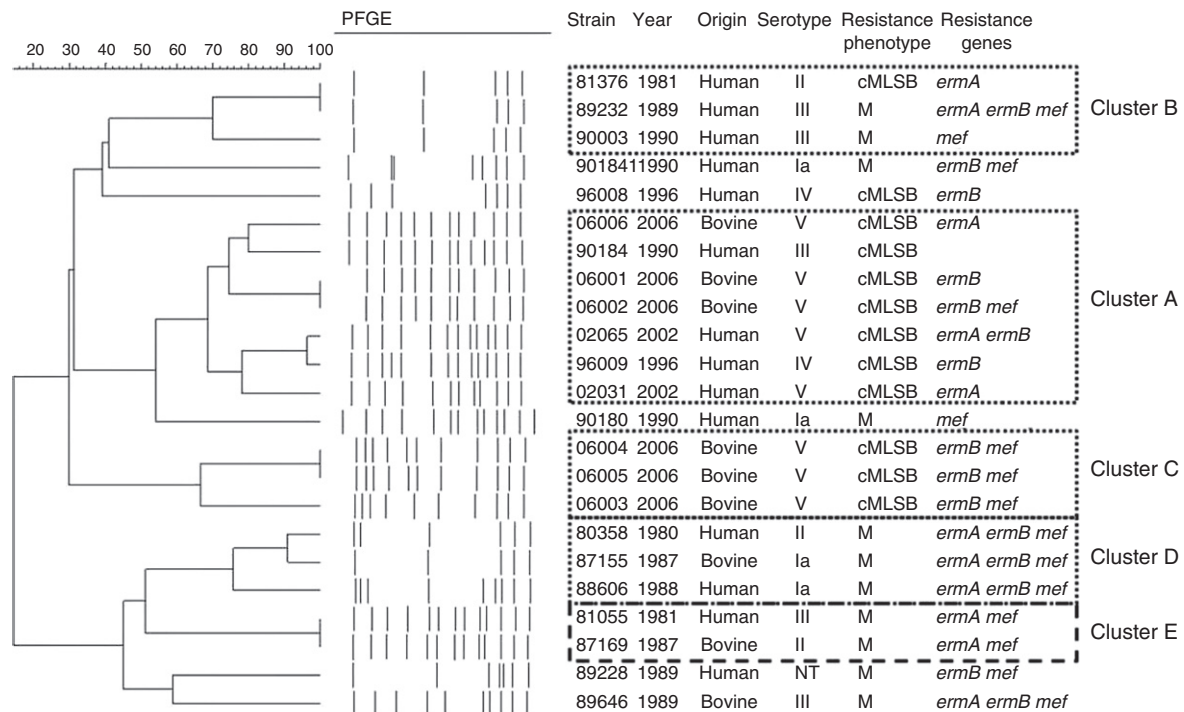 PFGE Strain Year Origin Serotype Resistance phenotype Resistance genes
20 30 40 50 60 70 80 90 100
81376 1981 Human II cMLSB ermA
89232 1989 Human III M ermA ermB mef
Cluster B
90003 1990 Human III M mef
9018411990 Human Ia M ermB mef
96008 1996 Human IV cMLSB ermB
06006 2006 Bovine V cMLSB ermA
90184 1990 Human III cMLSB
06001 2006 Bovine V cMLSB ermB
Cluster A
06002 2006 Bovine V cMLSB ermB mef
02065 2002 Human V cMLSB ermA ermB
96009 1996 Human IV cMLSB ermB
02031 2002 Human V cMLSB ermA
90180 1990 Human Ia M mef
06004 2006 Bovine V cMLSB ermB mef
06005 2006 Bovine V cMLSB ermB mef
Cluster C
06003 2006 Bovine V cMLSB ermB mef
80358 1980 Human II M ermA ermB mef
87155 1987 Bovine Ia M ermA ermB mef
Cluster D
88606 1988 Human Ia M ermA ermB mef
81055 1981 Human III M ermA mef
Cluster E
87169 1987 Bovine II M ermA mef
89228 1989 Human NT M ermB mef
89646 1989 Bovine III M ermA ermB mef